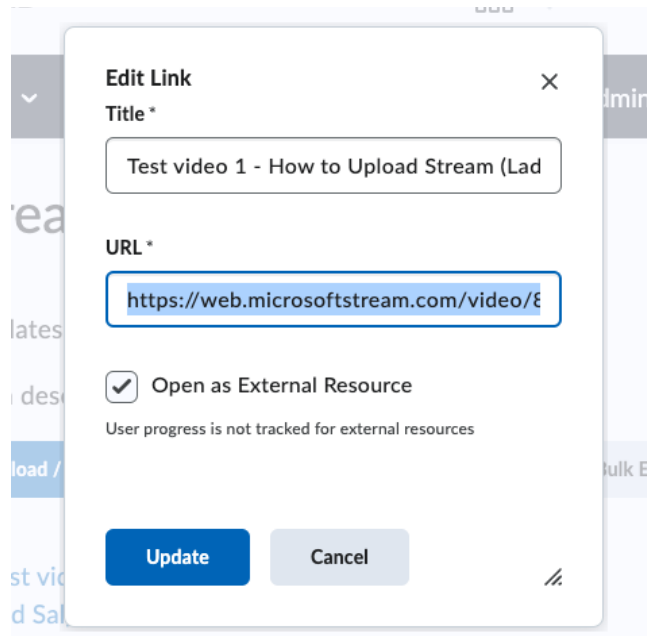 Edit Link
Title *
Test video 1 - How to Upload Stream (Lad
URL *
https://web.microsoftstream.com/video/8
Open as External Resource
User progress is not tracked for external resources
Update
Cancel